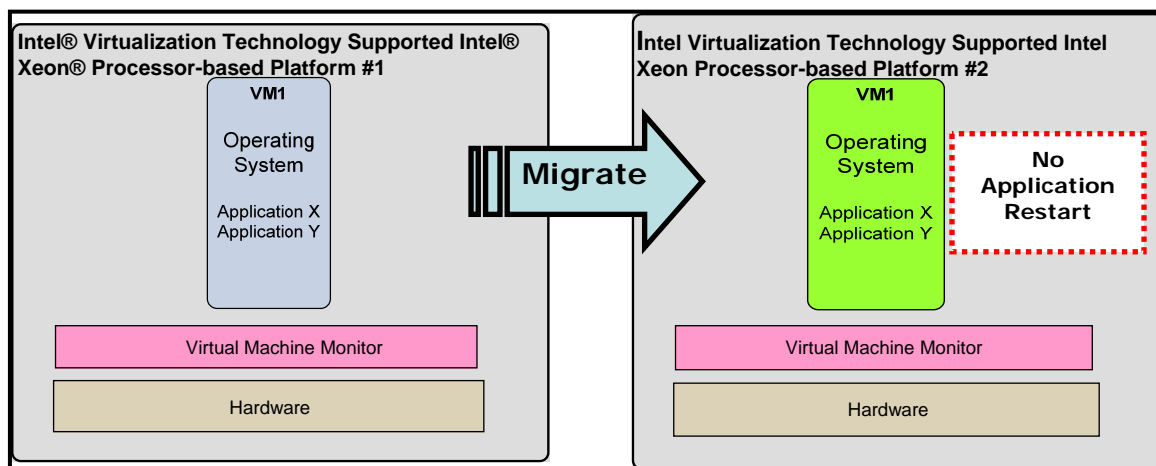 Intel® Virtualization Technology Supported Intel®
Xeon® Processor-based Platform #1
VM1
Operating
System
Application X
Application Y
Virtual Machine Monitor
Hardware
Migrate
Intel Virtualization Technology Supported Intel
Xeon Processor-based Platform #2
VM1
Operating
System
Application X
Application Y
No
Application
Restart
Virtual Machine Monitor
Hardware